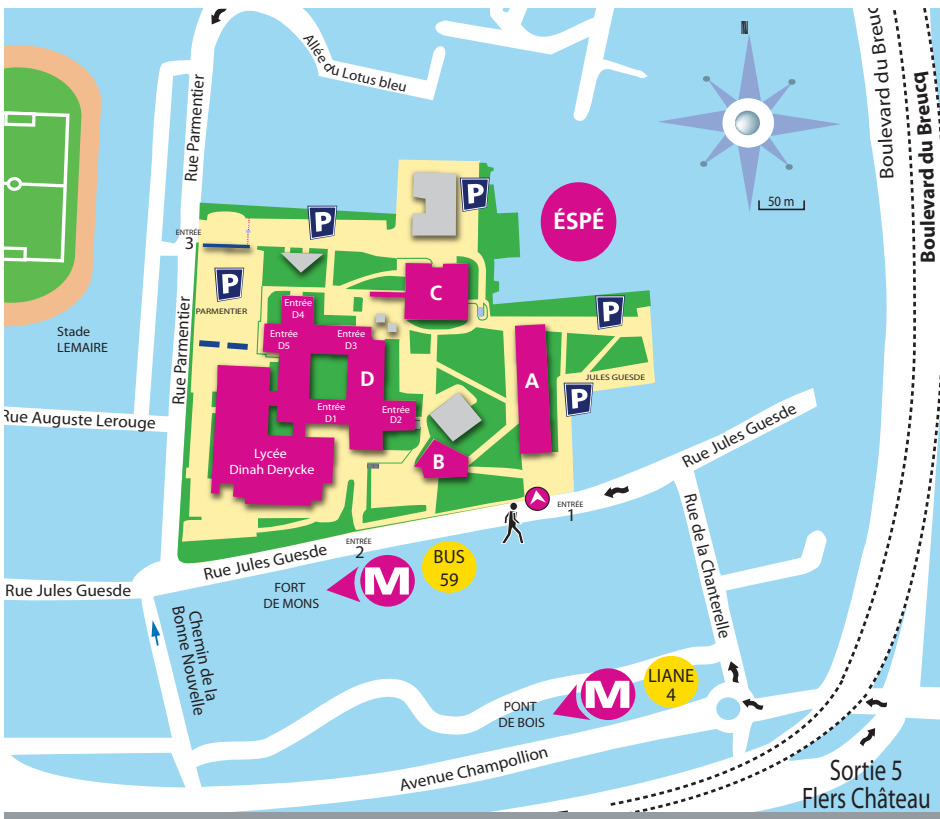 N
50 m
Boulevard du Breucq
Boulevard du Breucq
Allée du Lotus bleu
Rue Parmentier
P
P
ÉSPÉ
ENTRÉE
3
P
PARMENTIER
C
P
Stade
LEMAIRE
Entrée
D4
Entrée
D5
Entrée
D3
D
A
JULES GUESDE
P
Rue Parmentier
Entrée
D1
Entrée
D2
Rue Auguste Lerouge
Lycée
Dinah Derycke
B
Rue Jules Guesde
ENTRÉE
1
ENTRÉE
2
Rue Jules Guesde
BUS
59
M
FORT
DE MONS
Rue Jules Guesde
Chemin de la
Bonne Nouvelle
Rue de la Chanterelle
LIANE
4
M
PONT
DE BOIS
Avenue Champollion
Sortie 5
Flers Château